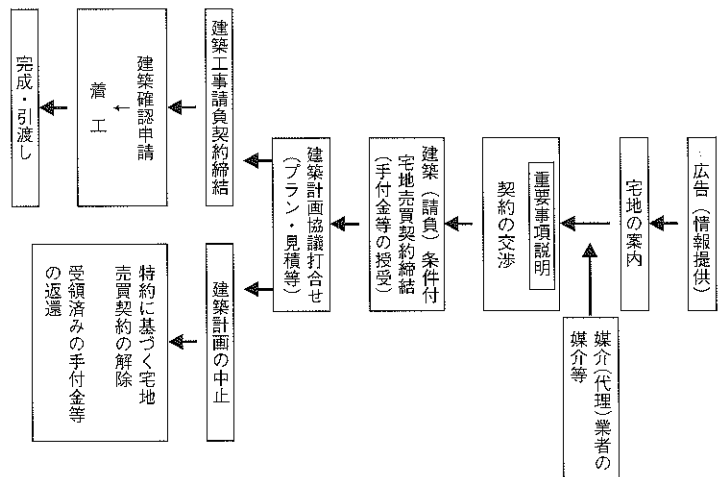 広告（情報提供）
宅地の案内
媒介（代理）業者の
媒介等
重要事項説明
契約の交渉
建築（請負）条件付
宅地売買契約締結
（手付金等の授受）
建築計画協議打合せ
（プラン・見積等）
建築工事請負契約締結
建築確認申請
着工
完成・引渡し
建築計画の中止
特約に基づく宅地
売買契約の解除
受領済みの手付金等
の返還